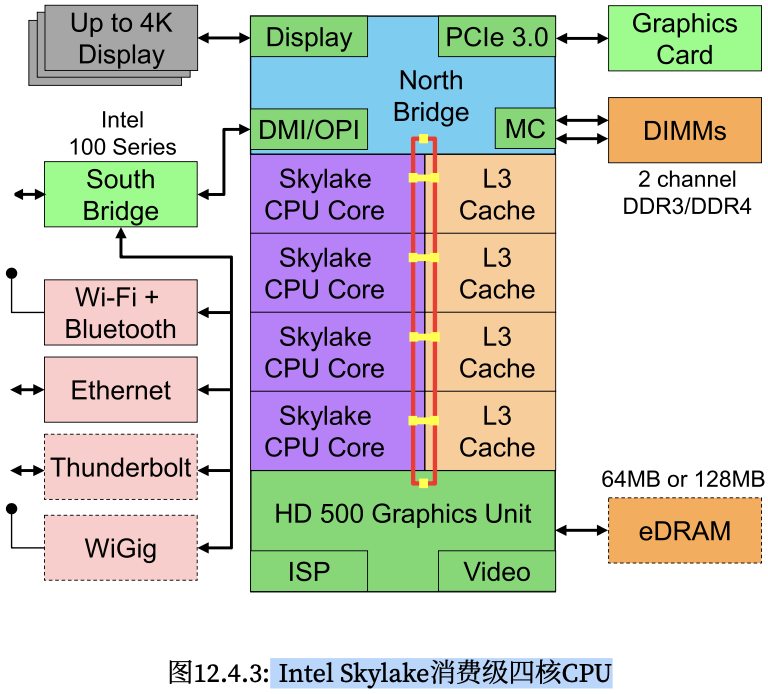 Up to 4K
Display
Display
PCIe 3.0
Graphics
Card
North
Bridge
Intel
100 Series
DMI/OPI
MC
DIMMs
2 channel
DDR3/DDR4
South
Bridge
Skylake
CPU Core
L3
Cache
Skylake
CPU Core
L3
Cache
Wi-Fi +
Bluetooth
Skylake
CPU Core
L3
Cache
Ethernet
Skylake
CPU Core
L3
Cache
Thunderbolt
64MB or 128MB
HD 500 Graphics Unit
eDRAM
WiGig
ISP
Video
图12.4.3: Intel Skylake消费级四核CPU